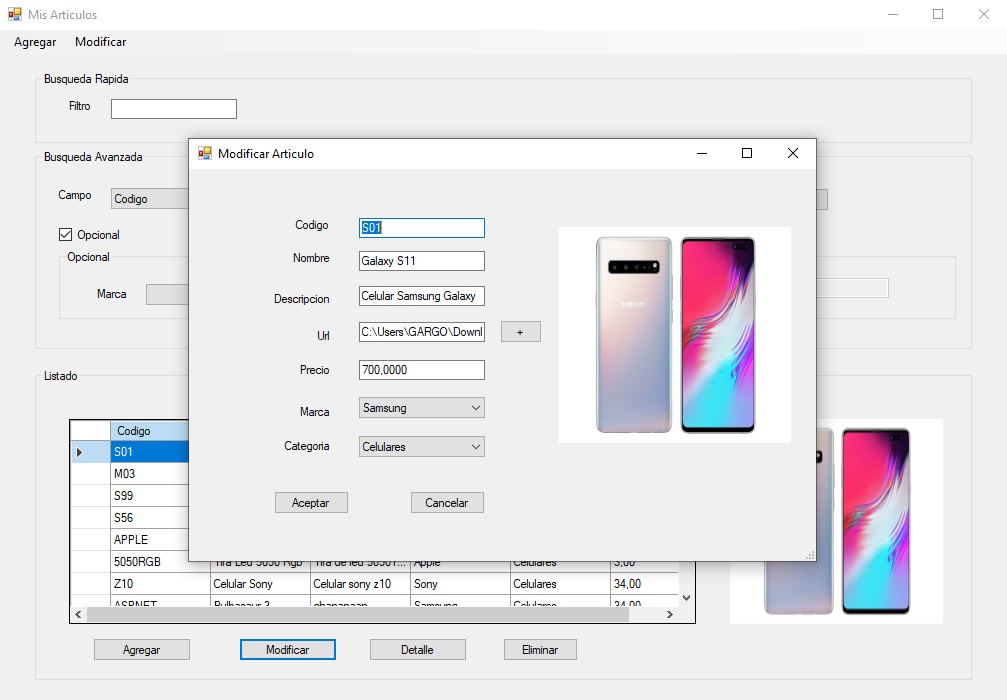 Mis Articulos
Agregar Modificar
Busqueda Rapida
Filtro
Busqueda Avanzada
Campo Codigo
Opcional
Opcional
Marca
Modificar Articulo
Codigo S01
Nombre Galaxy S11
Descripcion Celular Samsung Galaxy
Url C:\Users\GARGO\Downl +
Precio 700,0000
Marca Samsung
Categoria Celulares
Aceptar Cancelar
SAMSUNG
Listado
Codigo
S01
M03
S99
S56
APPLE
5050RGB Tira Led 5050 Rgb Tira de led 50501... Apple Celulares 3,00
Z10 Celular Sony Celular sony z10 Sony Celulares 34,00
ASPNET Bulbasaur 3 Samsung Celulares 34,00
Agregar Modificar Detalle Eliminar